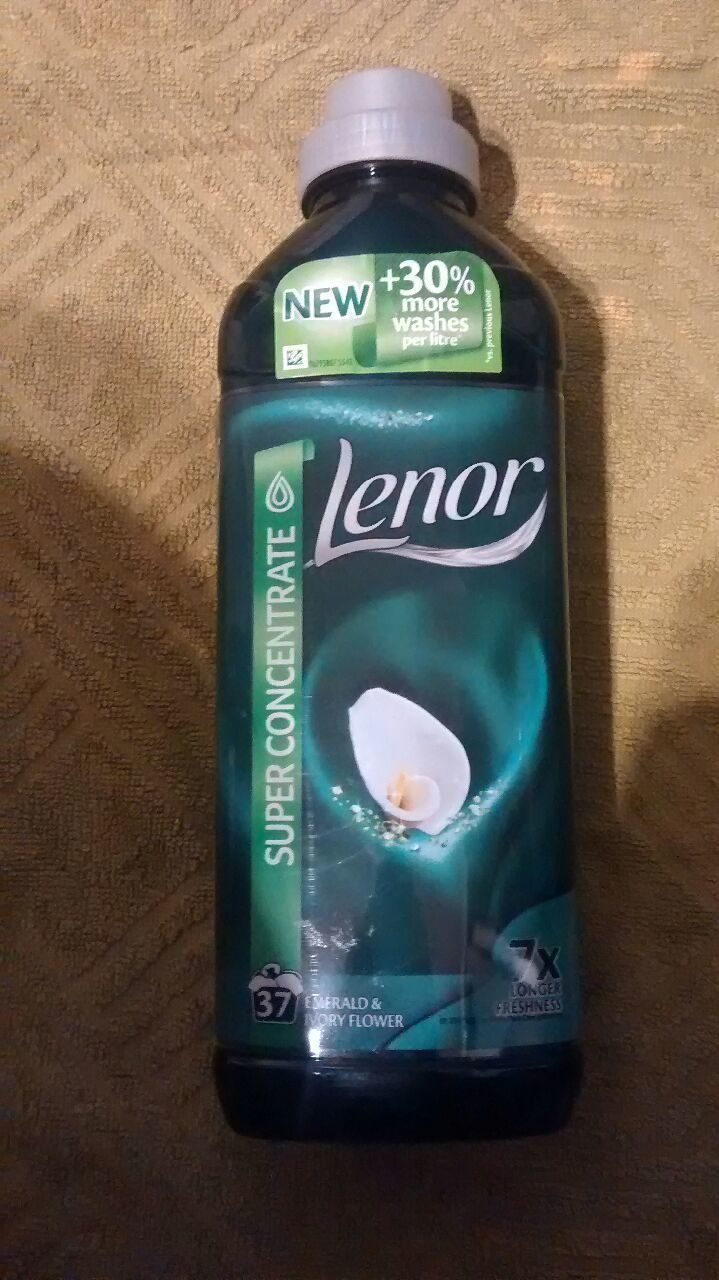 NEW
+30%
more
washes
per litre*
*vs. previous Lenor
Lenor
SUPER CONCENTRATE
37
EMERALD &
IVORY FLOWER
7x
LONGER
FRESHNESS